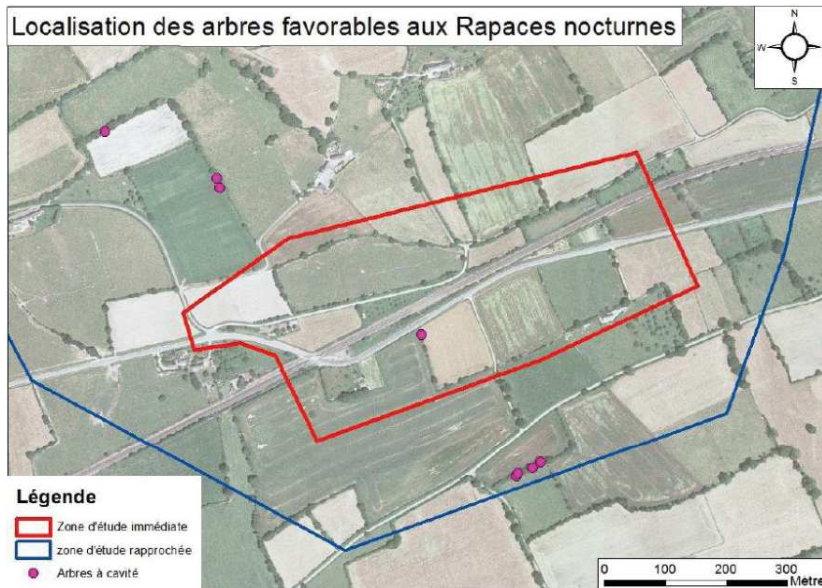 Localisation des arbres favorables aux Rapaces nocturnes
N
W E
S
Légende
Zone d'étude immédiate
zone d'étude rapprochée
Arbres à cavité
0 50 100 200 300
Metre